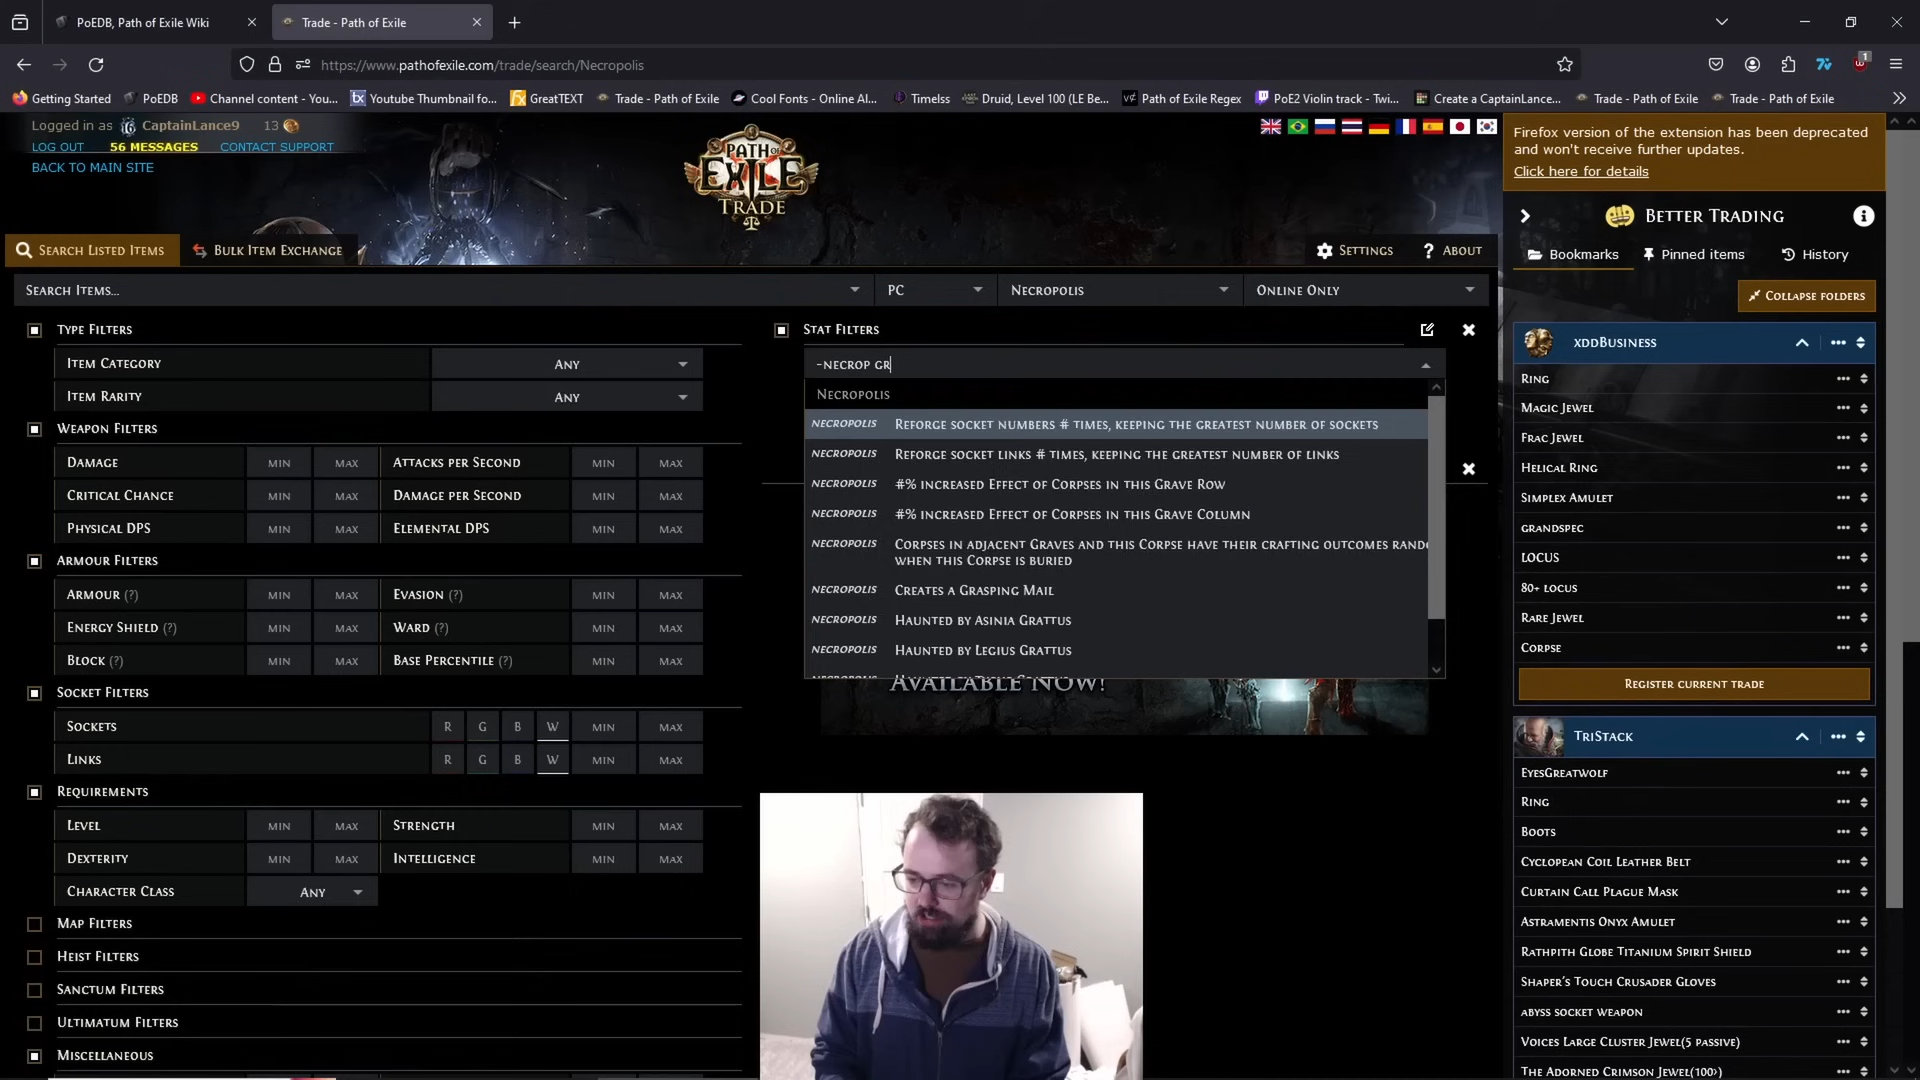 PoEDB, Path of Exile Wiki
Trade - Path of Exile
https://www.pathofexile.com/trade/search/Necropolis
1
Getting Started
PoEDB
Channel content - You...
Youtube Thumbnail fo...
GreatTEXT
Trade - Path of Exile
Cool Fonts - Online Al...
Timelss
Druid, Level 100 (LE Be...
Path of Exile Regex
PoE2 Violin track - Twi...
Create a CaptainLance...
Trade - Path of Exile
Trade - Path of Exile
Logged in as CaptainLance9 13
LOG OUT 56 MESSAGES CONTACT SUPPORT
BACK TO MAIN SITE
PATH OF
EXILE
TRADE
Firefox version of the extension has been deprecated
and won't receive further updates.
Click here for details
Better Trading
Bookmarks Pinned items History
Collapse folders
Search Listed Items
Bulk Item Exchange
Settings
? About
Search Items...
PC
Necropolis
Online Only
Type Filters
Item Category Any
Item Rarity Any
Weapon Filters
Damage MIN MAX Attacks per Second MIN MAX
Critical Chance MIN MAX Damage per Second MIN MAX
Physical DPS MIN MAX Elemental DPS MIN MAX
Armour Filters
Armour (?) MIN MAX Evasion (?) MIN MAX
Energy Shield (?) MIN MAX Ward (?) MIN MAX
Block (?) MIN MAX Base Percentile (?) MIN MAX
Socket Filters
Sockets R G B W MIN MAX
Links R G B W MIN MAX
Requirements
Level MIN MAX Strength MIN MAX
Dexterity MIN MAX Intelligence MIN MAX
Character Class Any
Map Filters
Heist Filters
Sanctum Filters
Ultimatum Filters
Miscellaneous
Stat Filters
~necrop gr
Necropolis
necropolis Reforge socket numbers # times, keeping the greatest number of sockets
necropolis Reforge socket links # times, keeping the greatest number of links
necropolis #% increased Effect of Corpses in this Grave Row
necropolis #% increased Effect of Corpses in this Grave Column
necropolis Corpses in adjacent Graves and this Corpse have their crafting outcomes rand
when this Corpse is buried
necropolis Creates a Grasping Mail
necropolis Haunted by Asinia Grattus
necropolis Haunted by Legius Grattus
Available Now!
xddBusiness
Ring
Magic Jewel
Frac Jewel
Helical Ring
Simplex Amulet
grandspec
LOCUS
80+ locus
Rare Jewel
Corpse
Register current trade
TriStack
EyesGreatwolf
Ring
Boots
Cyclopean Coil Leather Belt
Curtain Call Plague Mask
Astramentis Onyx Amulet
Rathpith Globe Titanium Spirit Shield
Shaper's Touch Crusader Gloves
abyss socket weapon
Voices Large Cluster Jewel(5 passive)
The Adorned Crimson Jewel(100>)